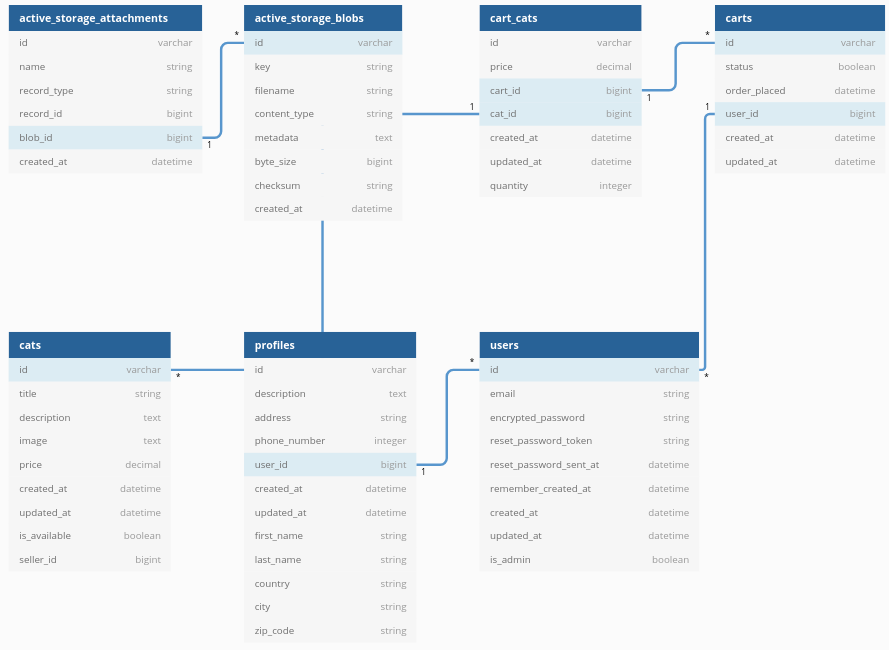 active_storage_attachments
id varchar
name string
record_type string
record_id bigint
blob_id bigint
created_at datetime
1
*
active_storage_blobs
id varchar
key string
filename string
content_type string
metadata text
byte_size bigint
checksum string
created_at datetime
1
cart_cats
id varchar
price decimal
cart_id bigint
cat_id bigint
created_at datetime
updated_at datetime
quantity integer
1
*
1
carts
id varchar
status boolean
order_placed datetime
user_id bigint
created_at datetime
updated_at datetime
cats
id varchar
title string
description text
image text
price decimal
created_at datetime
updated_at datetime
is_available boolean
seller_id bigint
*
profiles
id varchar
description text
address string
phone_number integer
user_id bigint
created_at datetime
updated_at datetime
first_name string
last_name string
country string
city string
zip_code string
1
*
users
id varchar
email string
encrypted_password string
reset_password_token string
reset_password_sent_at datetime
remember_created_at datetime
created_at datetime
updated_at datetime
is_admin boolean
*